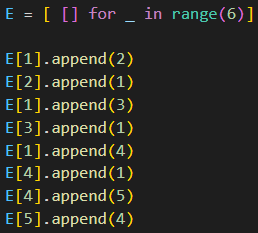 E = [ [] for _ in range(6)]
E[1].append(2)
E[2].append(1)
E[1].append(3)
E[3].append(1)
E[1].append(4)
E[4].append(1)
E[4].append(5)
E[5].append(4)